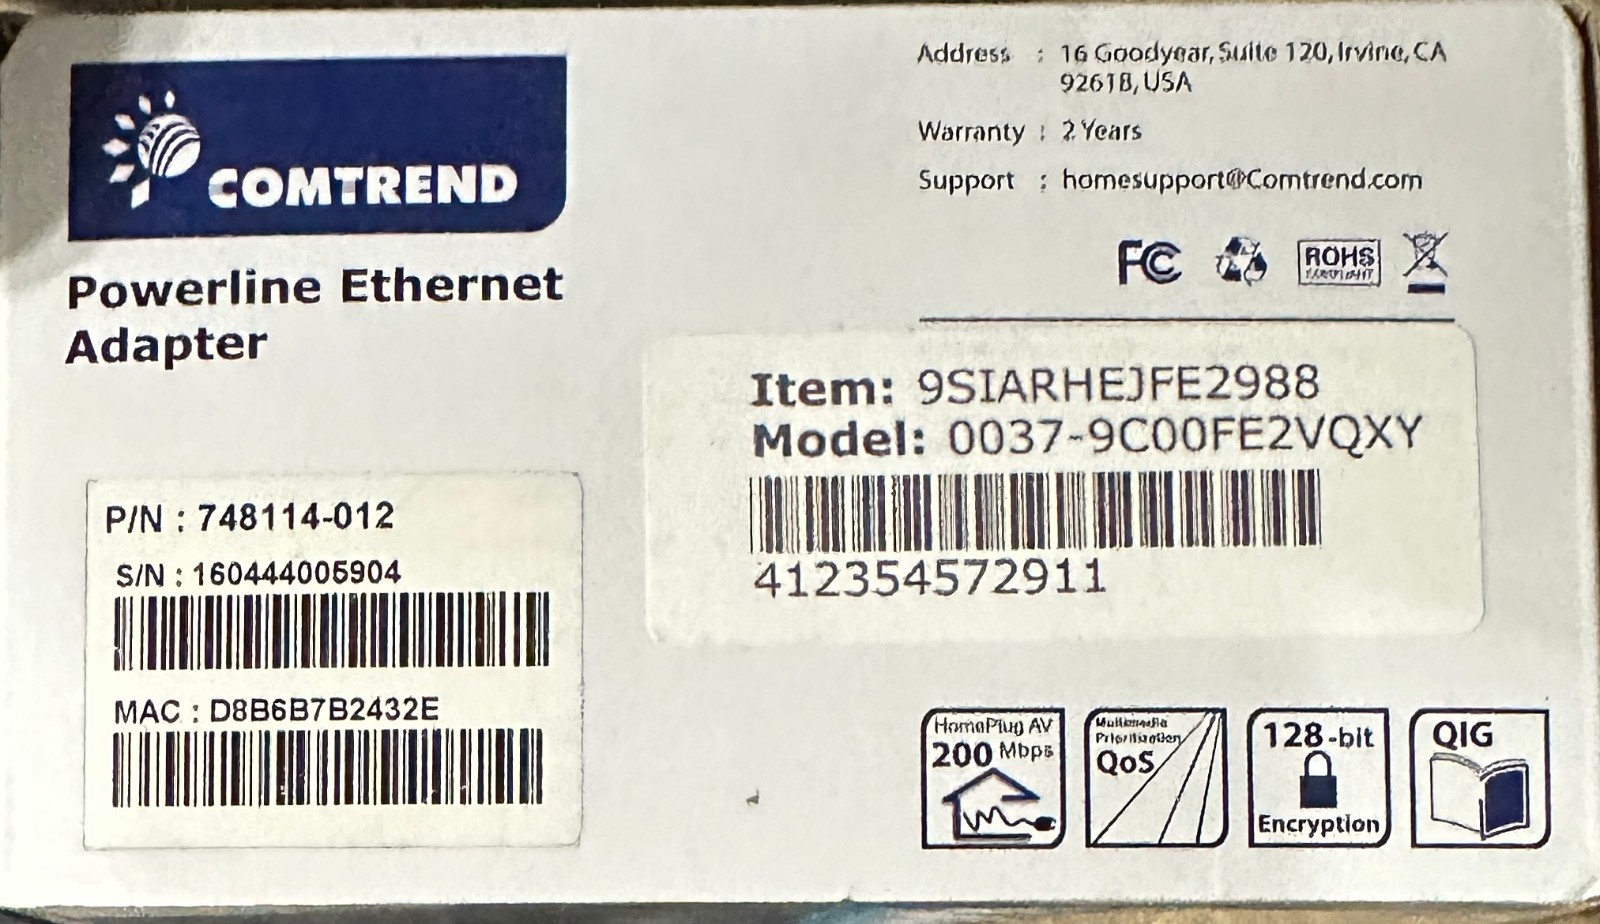 COMTREND
Powerline Ethernet
Adapter
Address : 16 Goodyear, Suite 120, Irvine, CA
92618, USA
Warranty : 2 Years
Support : homesupport@Comtrend.com
FC
ROHS
Item: 9SIARHEJFE2988
Model: 0037-9C00FE2VQXY
412354572911
P/N : 748114-012
S/N : 160444005904
MAC : D8B6B7B2432E
HomePlug AV
200 Mbps
Multimedia
Prioritization
QoS
128-bit
Encryption
QIG